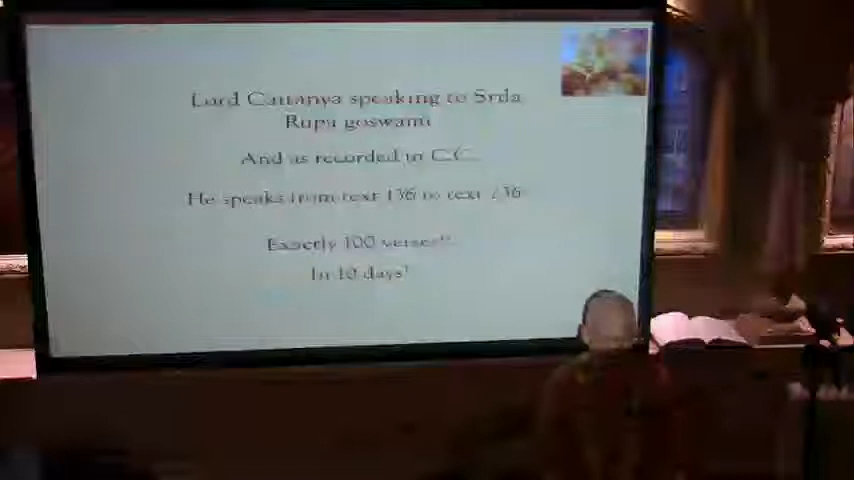 Lord Caitanya speaking to Srila
Rupa goswami
And as recorded in C.C.
He speaks from text 136 to text 236
Exactly 100 verses!!
In 10 days!